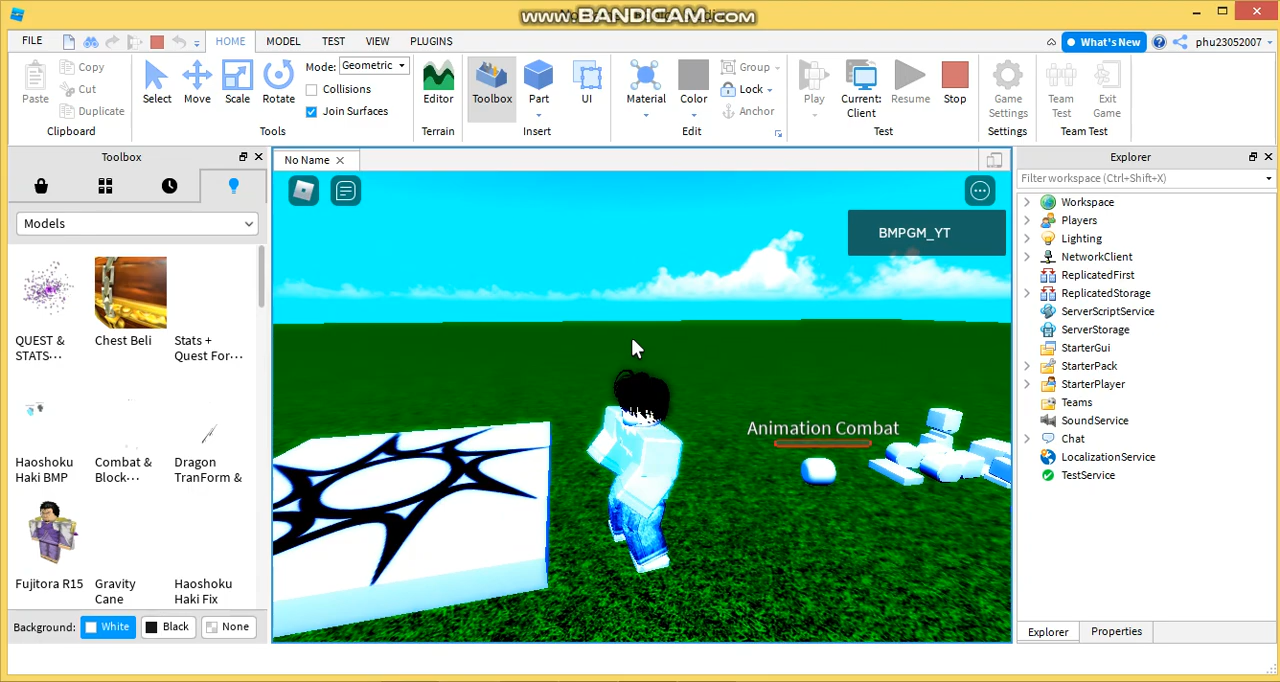 www.BANDICAM.com
FILE
HOME
MODEL
TEST
VIEW
PLUGINS
What's New
phu23052007
Paste
Copy
Cut
Duplicate
Clipboard
Select
Move
Scale
Rotate
Mode: Geometric
Collisions
Join Surfaces
Tools
Editor
Terrain
Toolbox
Part
UI
Insert
Material
Color
Group
Lock
Anchor
Edit
Play
Current:
Client
Resume
Stop
Test
Game
Settings
Settings
Team
Test
Exit
Game
Team Test
Toolbox
Models
QUEST &
STATS...
Chest Beli
Stats +
Quest For...
Haoshoku
Haki BMP
Combat &
Block...
Dragon
TranForm &
Fujitora R15
Gravity
Cane
Haoshoku
Haki Fix
Background:
White
Black
None
No Name
BMPGM_YT
Animation Combat
Explorer
Filter workspace (Ctrl+Shift+X)
Workspace
Players
Lighting
NetworkClient
ReplicatedFirst
ReplicatedStorage
ServerScriptService
ServerStorage
StarterGui
StarterPack
StarterPlayer
Teams
SoundService
Chat
LocalizationService
TestService
Explorer
Properties